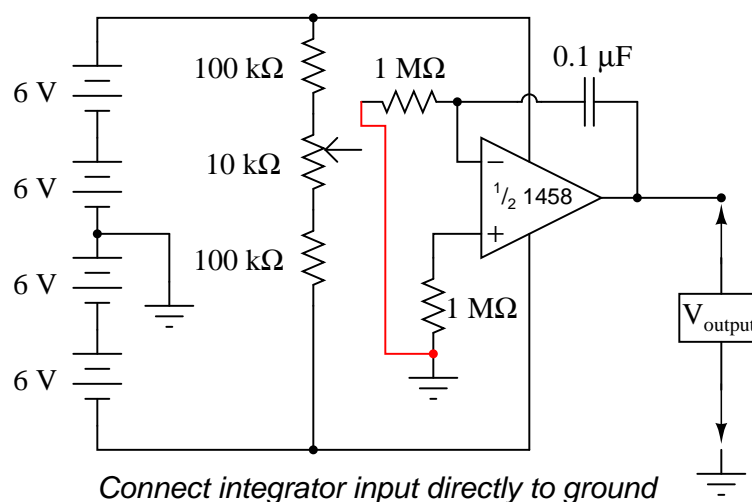 6 V
6 V
6 V
6 V
100 kΩ
10 kΩ
100 kΩ
1 MΩ
0.1 μF
−
1/2 1458
+
1 MΩ
Voutput
Connect integrator input directly to ground